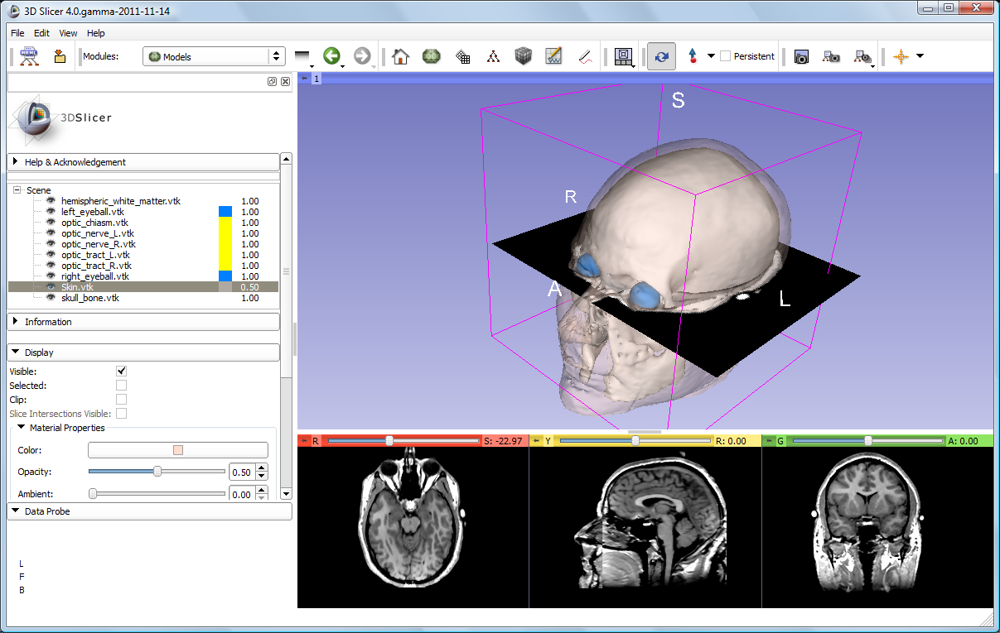 3D Slicer 4.0.gamma-2011-11-14
File Edit View Help
Modules: Models Persistent
1
3DSlicer
Help & Acknowledgement
Scene
hemispheric_white_matter.vtk 1.00
left_eyeball.vtk 1.00
optic_chiasm.vtk 1.00
optic_nerve_L.vtk 1.00
optic_nerve_R.vtk 1.00
optic_tract_L.vtk 1.00
optic_tract_R.vtk 1.00
right_eyeball.vtk 1.00
Skin.vtk 0.50
skull_bone.vtk 1.00
Information
Display
Visible:
Selected:
Clip:
Slice Intersections Visible:
Material Properties
Color:
Opacity: 0.50
Ambient: 0.00
Data Probe
L
F
B
S
R
A
L
R S: -22.97
Y R: 0.00
G A: 0.00